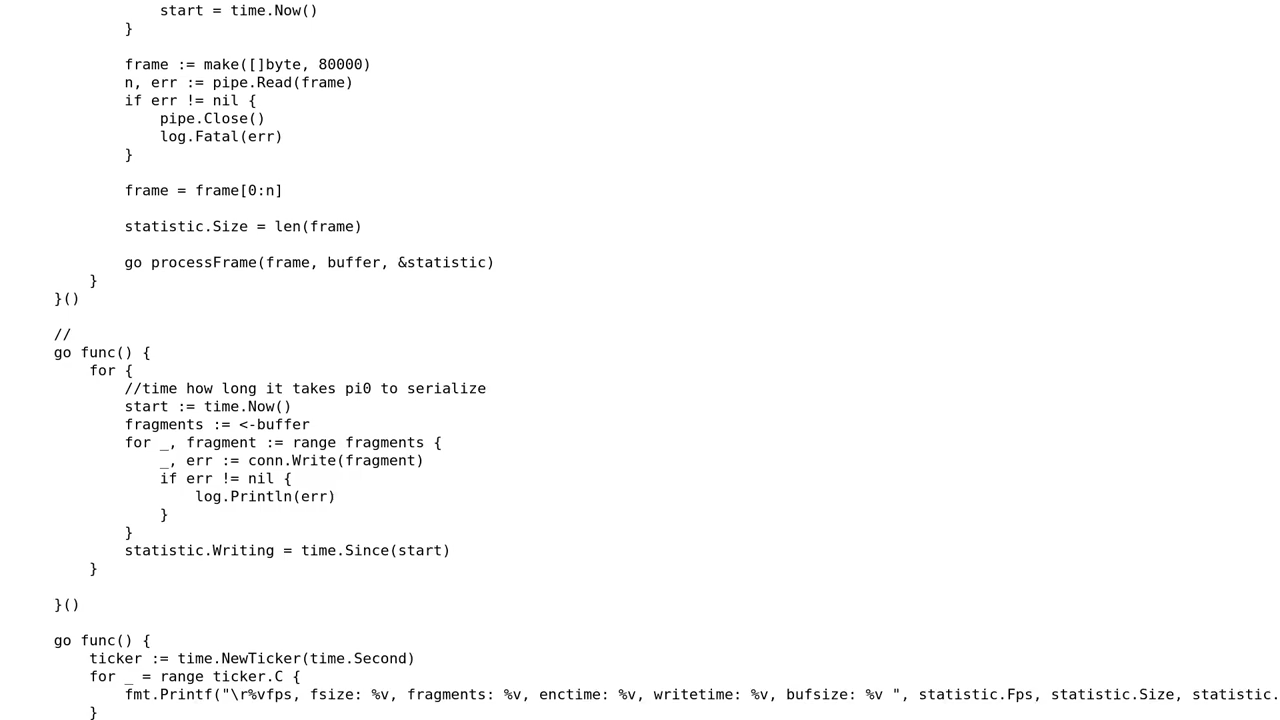 start = time.Now()
}
frame := make([]byte, 80000)
n, err := pipe.Read(frame)
if err != nil {
pipe.Close()
log.Fatal(err)
}
frame = frame[0:n]
statistic.Size = len(frame)
go processFrame(frame, buffer, &statistic)
}
}()
//
go func() {
for {
//time how long it takes pi0 to serialize
start := time.Now()
fragments := <-buffer
for _, fragment := range fragments {
_, err := conn.Write(fragment)
if err != nil {
log.Println(err)
}
}
statistic.Writing = time.Since(start)
}
}()
go func() {
ticker := time.NewTicker(time.Second)
for _ = range ticker.C {
fmt.Printf("\r%vfps, fsize: %v, fragments: %v, enctime: %v, writetime: %v, bufsize: %v ", statistic.Fps, statistic.Size, statistic.
}